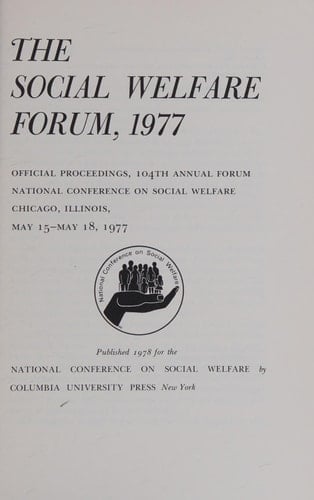 THE
SOCIAL WELFARE
FORUM, 1977
OFFICIAL PROCEEDINGS, 104TH ANNUAL FORUM
NATIONAL CONFERENCE ON SOCIAL WELFARE
CHICAGO, ILLINOIS,
MAY 15–MAY 18, 1977
National Conference on Social Welfare
Published 1978 for the
NATIONAL CONFERENCE ON SOCIAL WELFARE by
COLUMBIA UNIVERSITY PRESS New York